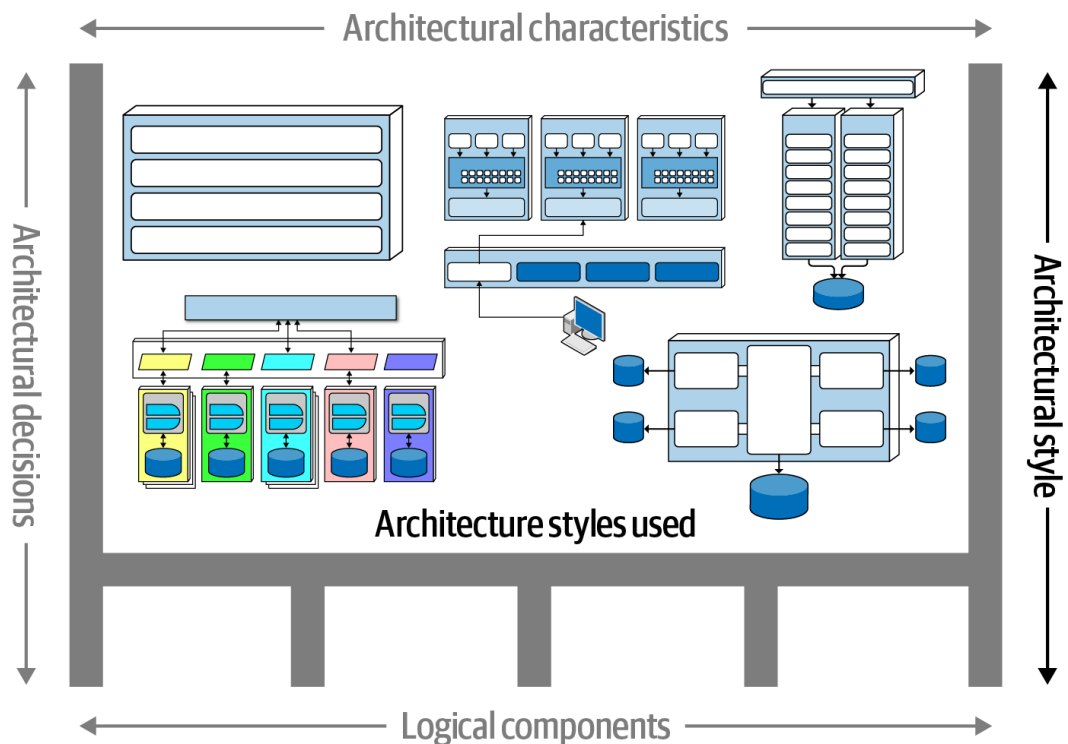 Architectural characteristics
Architectural decisions
Architectural style
Architecture styles used
Logical components